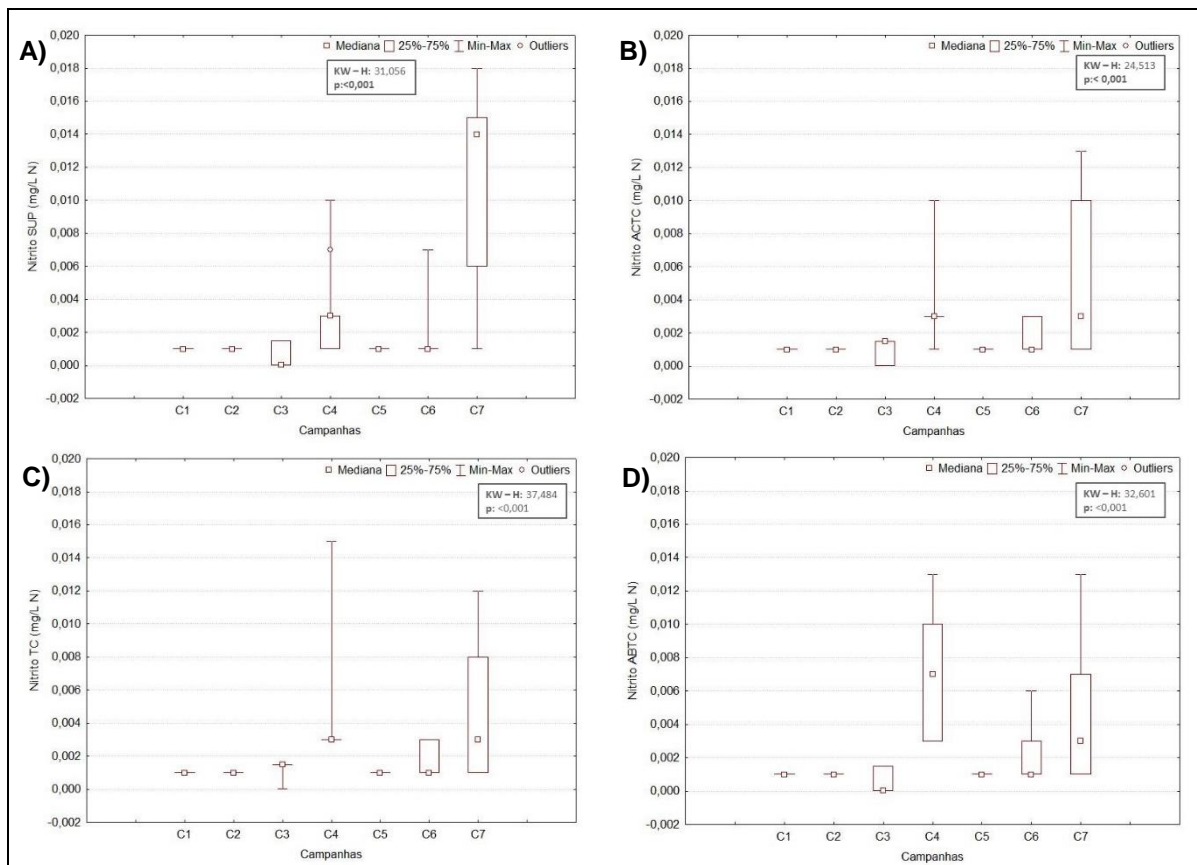 A)
Mediana 25%-75% Min-Max Outliers
KW – H: 31,056
p:<0,001
Nitrito SUP (mg/L N)
0,020
0,018
0,016
0,014
0,012
0,010
0,008
0,006
0,004
0,002
0,000
-0,002
C1 C2 C3 C4 C5 C6 C7
Campanhas
B)
Mediana 25%-75% Min-Max Outliers
KW – H: 24,513
p:< 0,001
Nitrito ACTC (mg/L N)
0,020
0,018
0,016
0,014
0,012
0,010
0,008
0,006
0,004
0,002
0,000
-0,002
C1 C2 C3 C4 C5 C6 C7
Campanhas
C)
Mediana 25%-75% Min-Max Outliers
KW – H: 37,484
p: <0,001
Nitrito TC (mg/L N)
0,020
0,018
0,016
0,014
0,012
0,010
0,008
0,006
0,004
0,002
0,000
-0,002
C1 C2 C3 C4 C5 C6 C7
Campanhas
D)
Mediana 25%-75% Min-Max Outliers
KW – H: 32,601
p: <0,001
Nitrito ABTC (mg/L N)
0,020
0,018
0,016
0,014
0,012
0,010
0,008
0,006
0,004
0,002
0,000
-0,002
C1 C2 C3 C4 C5 C6 C7
Campanhas